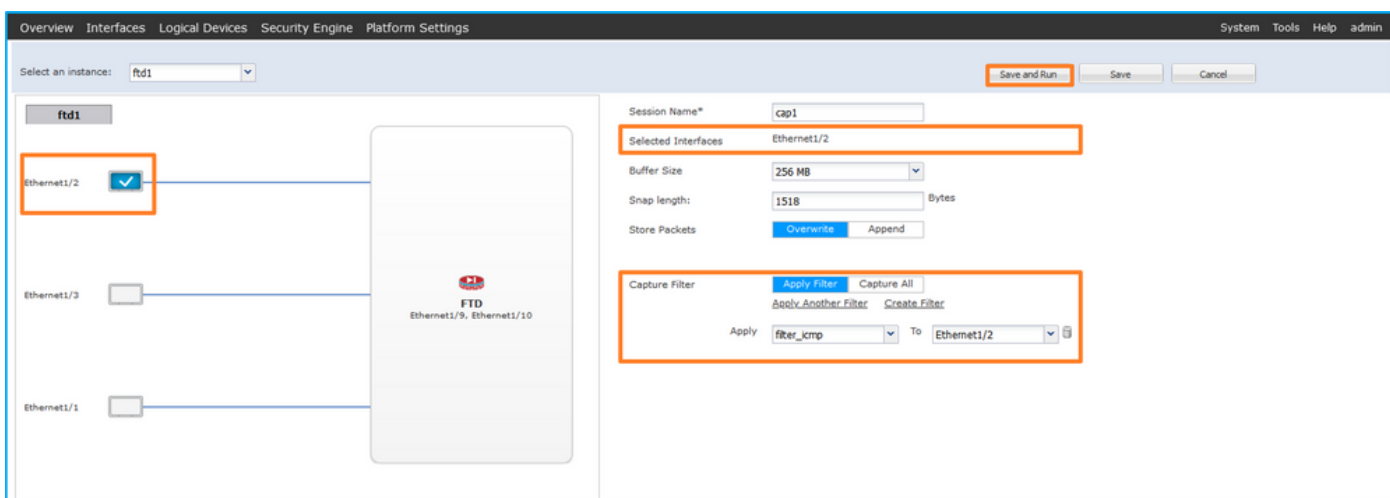 Overview Interfaces Logical Devices Security Engine Platform Settings System Tools Help admin
Select an instance: ftd1 Save and Run Save Cancel
ftd1
Ethernet1/2
Ethernet1/3
Ethernet1/1
FTD
Ethernet1/9, Ethernet1/10
Session Name* cap1
Selected Interfaces Ethernet1/2
Buffer Size 256 MB
Snap length: 1518 Bytes
Store Packets Overwrite Append
Capture Filter Apply Filter Capture All
Apply Another Filter Create Filter
Apply filter_icmp To Ethernet1/2